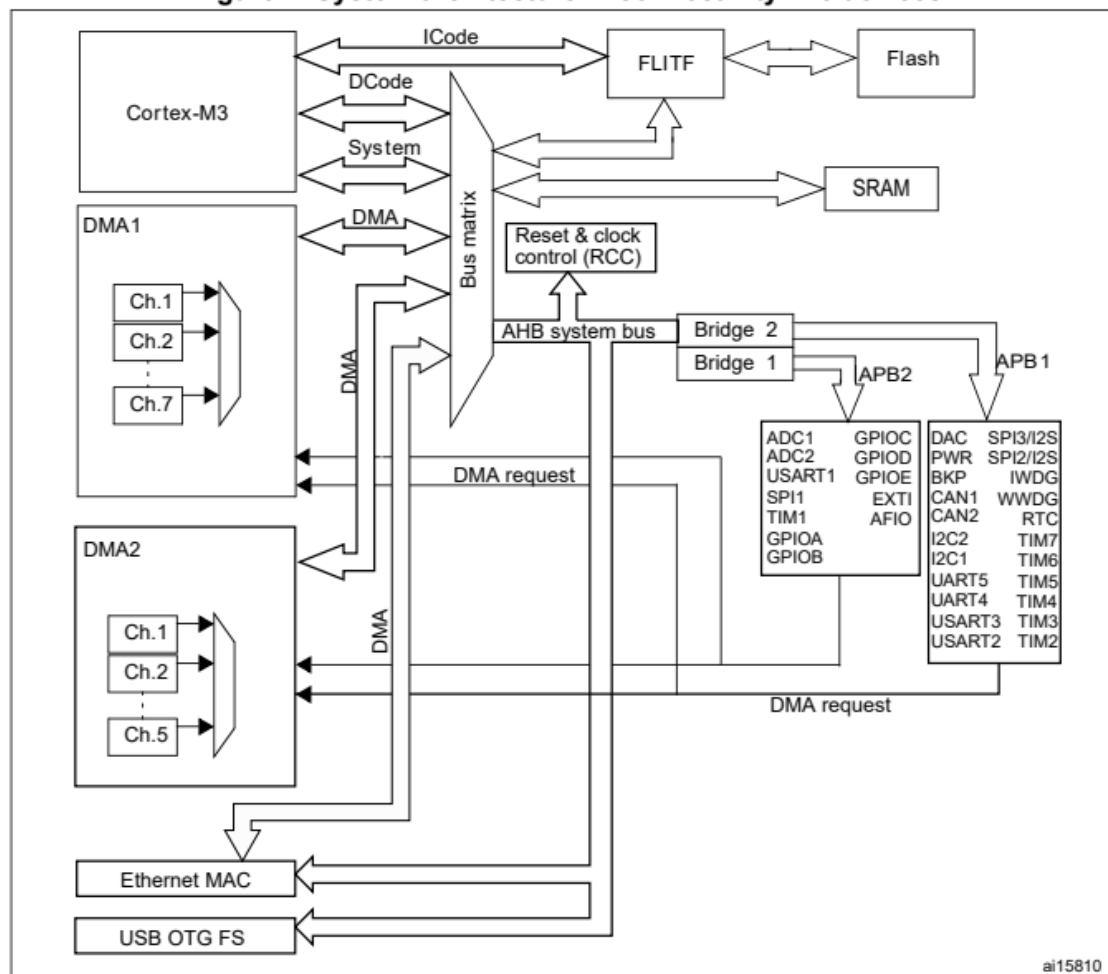 ICode
FLITF
Flash
Cortex-M3
DCode
System
Bus matrix
SRAM
DMA1
DMA
Reset & clock
control (RCC)
Ch.1
Ch.2
Ch.7
DMA
AHB system bus
Bridge 2
Bridge 1
APB2
APB1
ADC1 GPIOC
ADC2 GPIOD
USART1 GPIOE
SPI1 EXTI
TIM1 AFIO
GPIOA
GPIOB
DAC SPI3/I2S
PWR SPI2/I2S
BKP IWDG
CAN1 WWDG
CAN2 RTC
I2C2 TIM7
I2C1 TIM6
UART5 TIM5
UART4 TIM4
USART3 TIM3
USART2 TIM2
DMA request
DMA2
Ch.1
Ch.2
Ch.5
DMA
DMA request
Ethernet MAC
USB OTG FS
ai15810